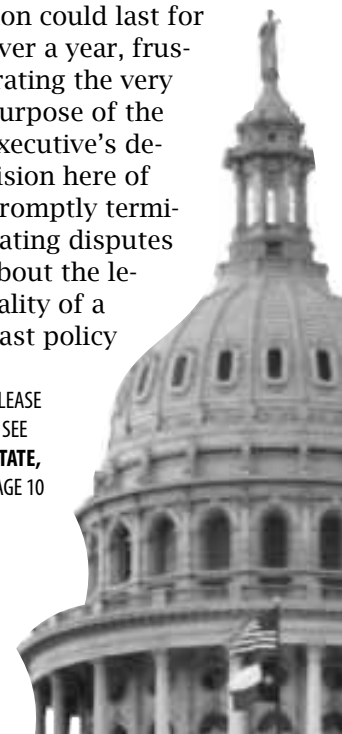 on could last for
ver a year, frus-
rating the very
urpose of the
xecutive's de-
ision here of
romptly termi-
ating disputes
bout the le-
ality of a
ast policy
LEASE
SEE
TATE,
AGE 10